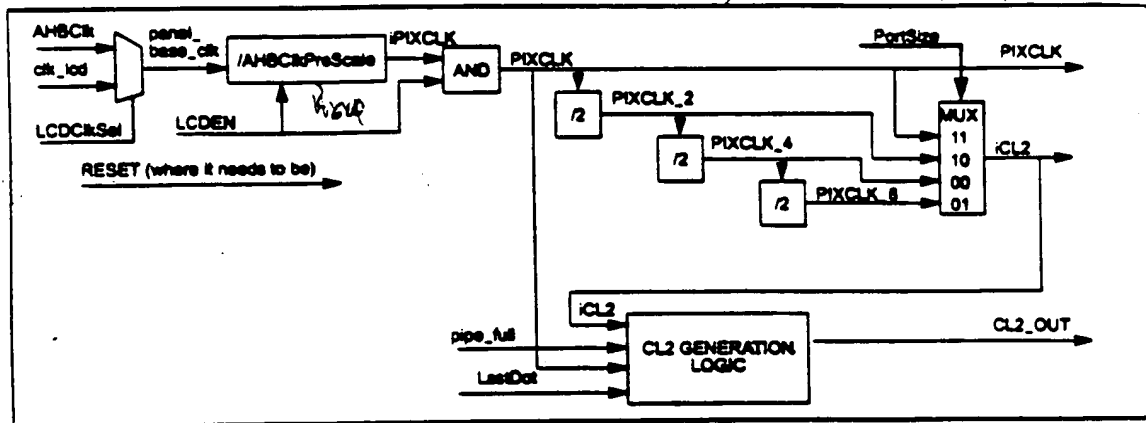 AHBClk
clk_lcd
panel_
base_clk
/AHBClkPreScale
iPIXCLK
AND
PIXCLK
PortSize
PIXCLK
LCDClkSel
LCDEN
/2
PIXCLK_2
/2
PIXCLK_4
/2
PIXCLK_8
MUX
11
10
00
01
iCL2
RESET (where it needs to be)
iCL2
pipe_full
LastDot
CL2 GENERATION
LOGIC
CL2_OUT